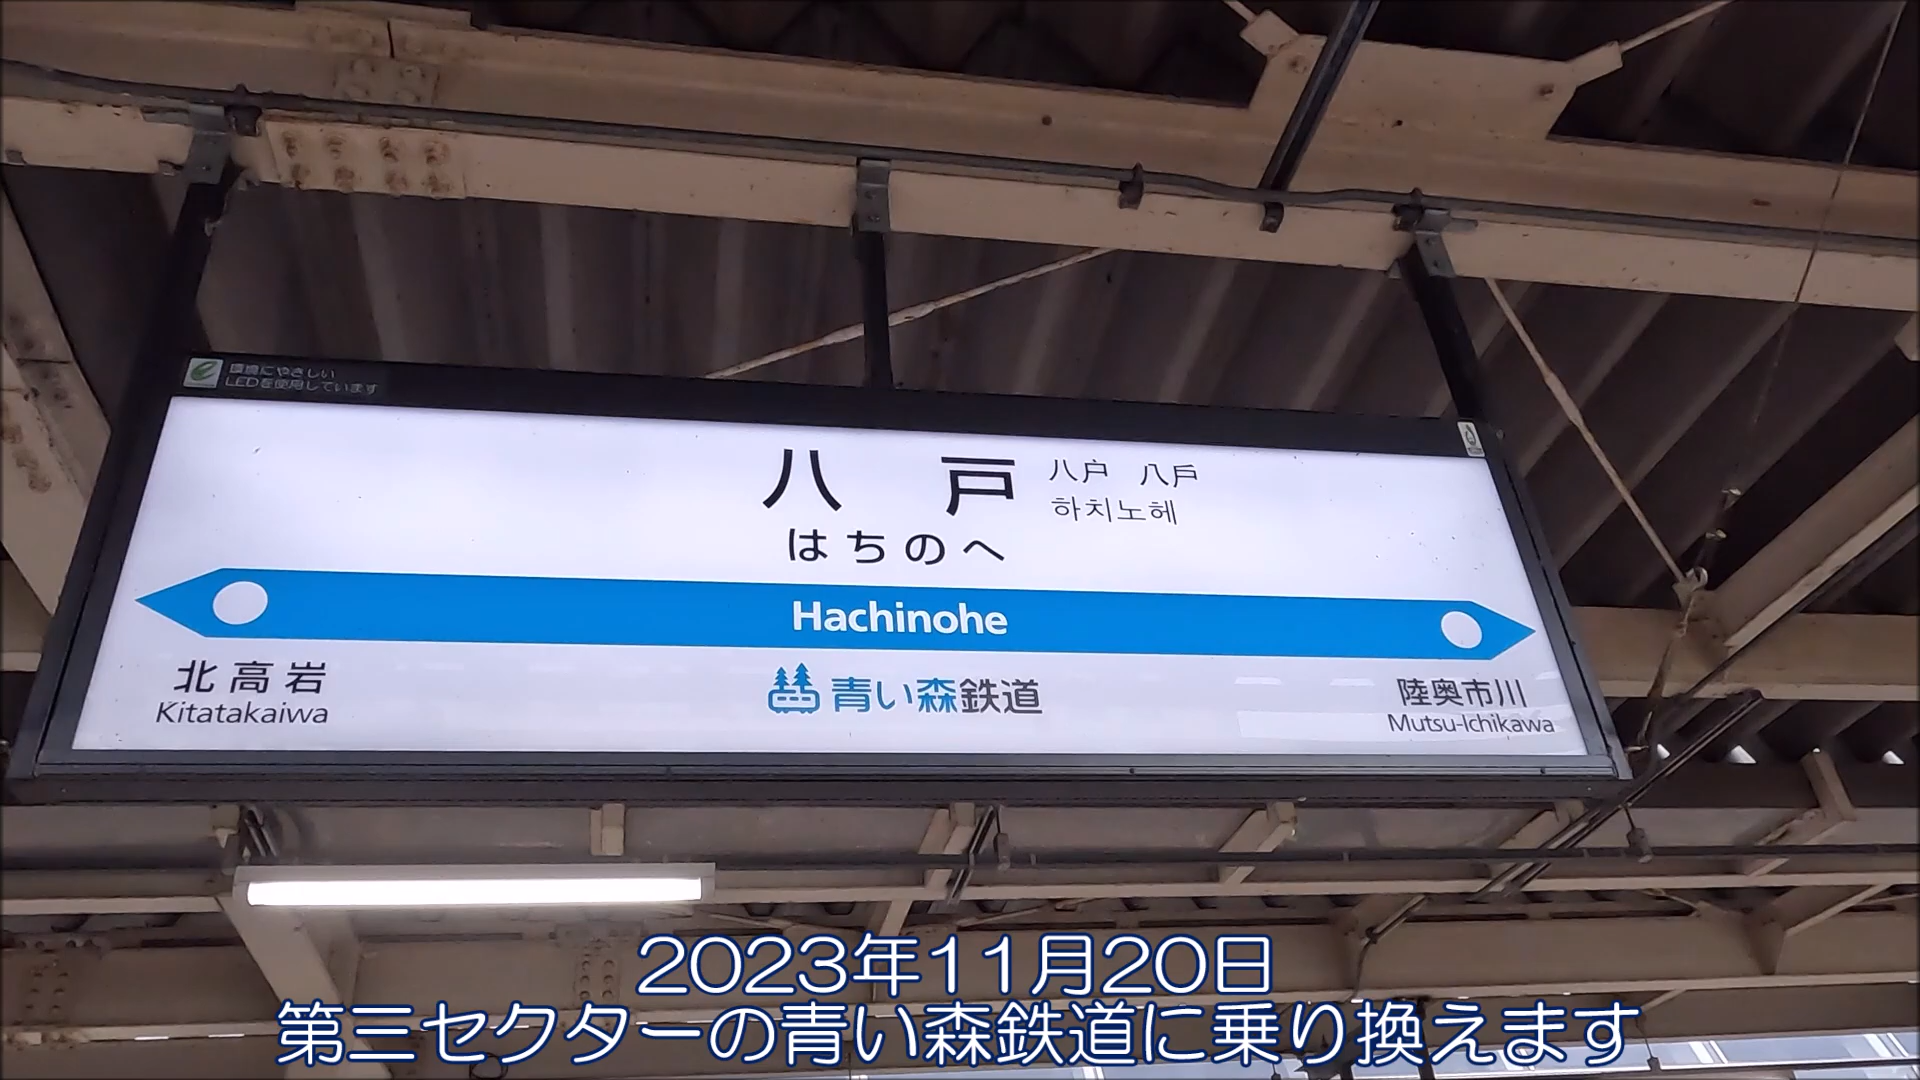 環境にやさしい
LEDを使用しています
八戸 八户 八戶
하치노헤
はちのへ
Hachinohe
北高岩
Kitatakaiwa
青い森鉄道
陸奥市川
Mutsu-Ichikawa
2023年11月20日
第三セクターの青い森鉄道に乗り換えます